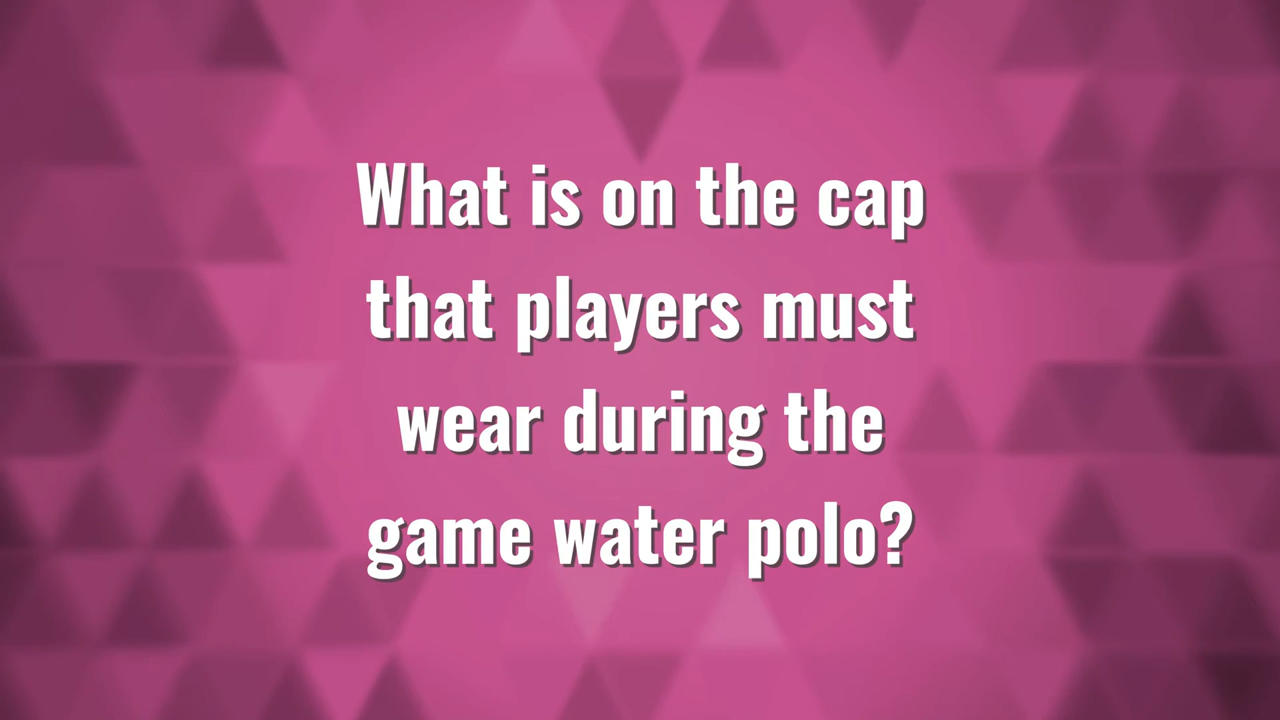 What is on the cap
that players must
wear during the
game water polo?